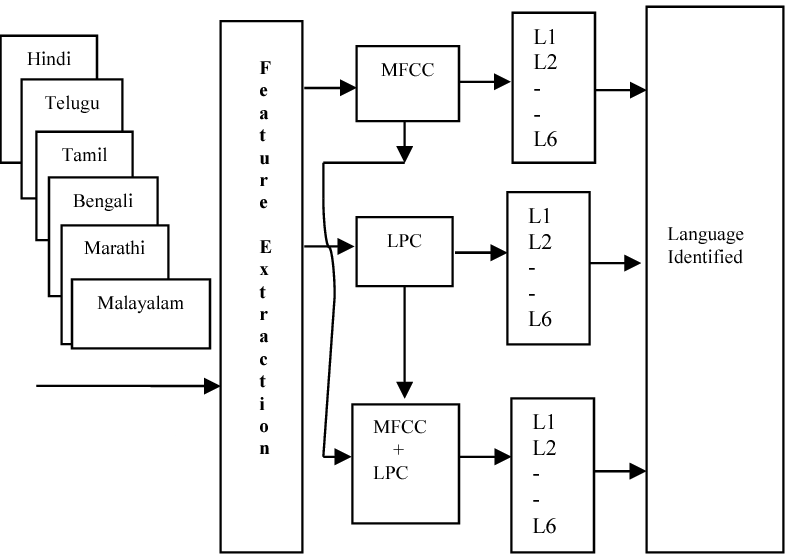 Hindi
Telugu
Tamil
Bengali
Marathi
Malayalam
Feature Extraction
MFCC
L1
L2
-
-
L6
LPC
L1
L2
-
-
L6
MFCC
+
LPC
L1
L2
-
-
L6
Language
Identified